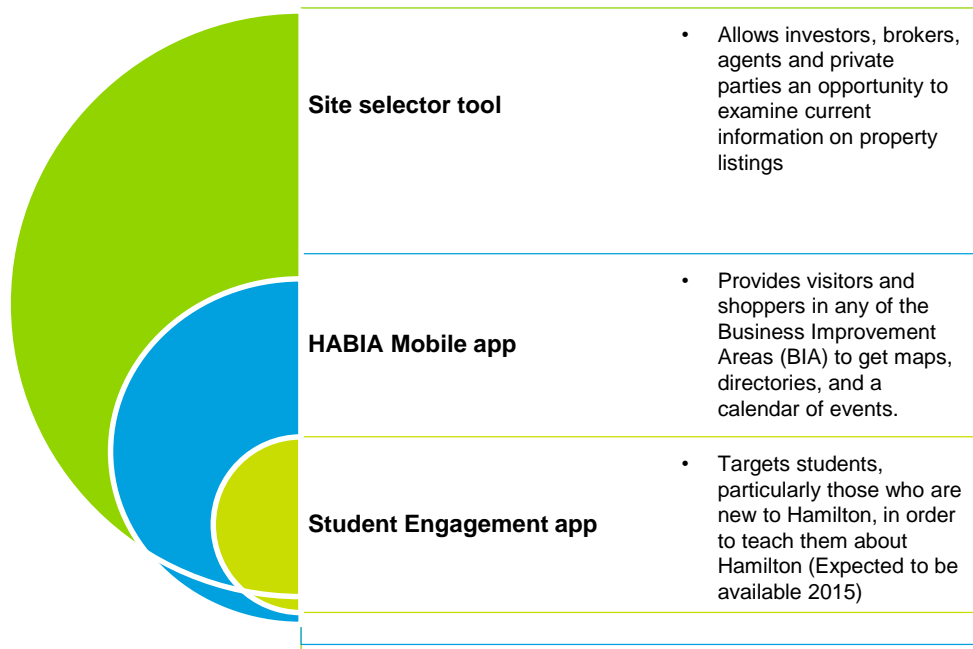 Site selector tool
• Allows investors, brokers,
agents and private
parties an opportunity to
examine current
information on property
listings
HABIA Mobile app
• Provides visitors and
shoppers in any of the
Business Improvement
Areas (BIA) to get maps,
directories, and a
calendar of events.
Student Engagement app
• Targets students,
particularly those who are
new to Hamilton, in order
to teach them about
Hamilton (Expected to be
available 2015)